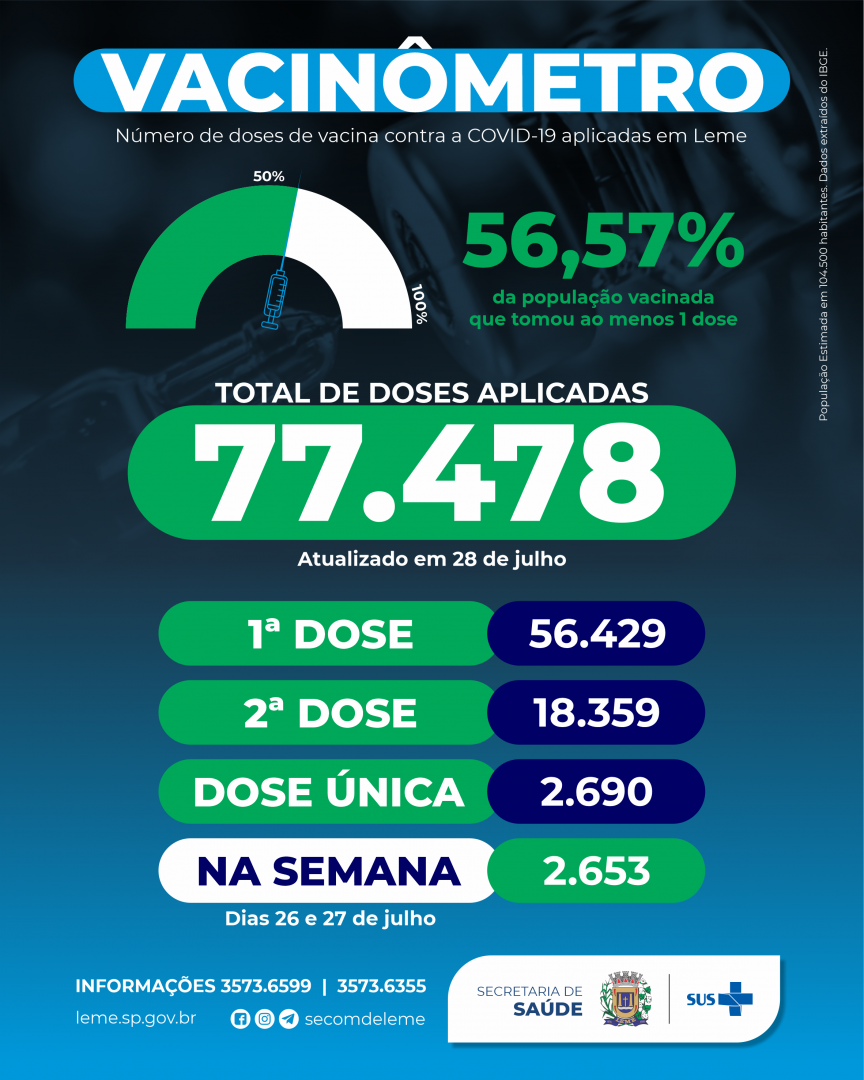 VACINÔMETRO
Número de doses de vacina contra a COVID-19 aplicadas em Leme
50%
100%
56,57%
da população vacinada
que tomou ao menos 1 dose
População Estimada em 104.500 habitantes. Dados extraídos do IBGE.
TOTAL DE DOSES APLICADAS
77.478
Atualizado em 28 de julho
1ª DOSE 56.429
2ª DOSE 18.359
DOSE ÚNICA 2.690
NA SEMANA 2.653
Dias 26 e 27 de julho
INFORMAÇÕES 3573.6599 | 3573.6355
leme.sp.gov.br secomdeleme
SECRETARIA DE
SAÚDE
SUS